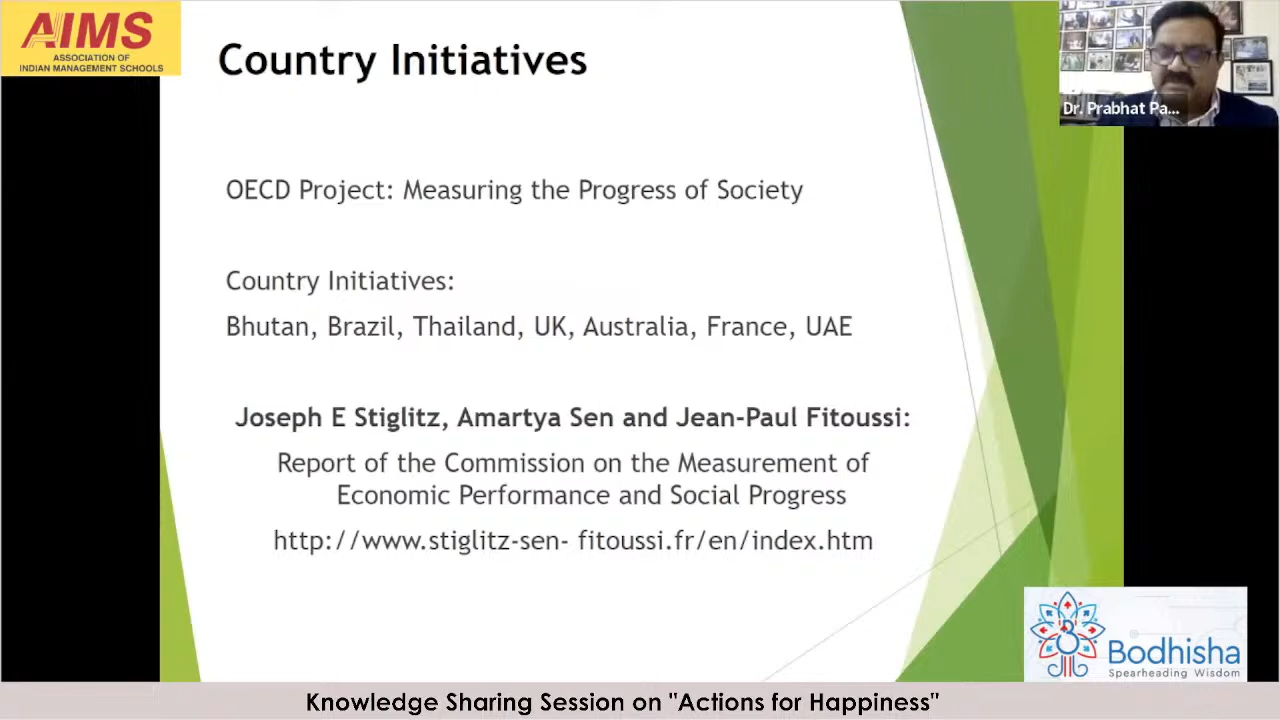 AIMS
ASSOCIATION OF
INDIAN MANAGEMENT SCHOOLS
Country Initiatives
Dr. Prabhat Pa...
OECD Project: Measuring the Progress of Society
Country Initiatives:
Bhutan, Brazil, Thailand, UK, Australia, France, UAE
Joseph E Stiglitz, Amartya Sen and Jean-Paul Fitoussi:
Report of the Commission on the Measurement of
Economic Performance and Social Progress
http://www.stiglitz-sen- fitoussi.fr/en/index.htm
Bodhisha
Spearheading Wisdom
Knowledge Sharing Session on "Actions for Happiness"